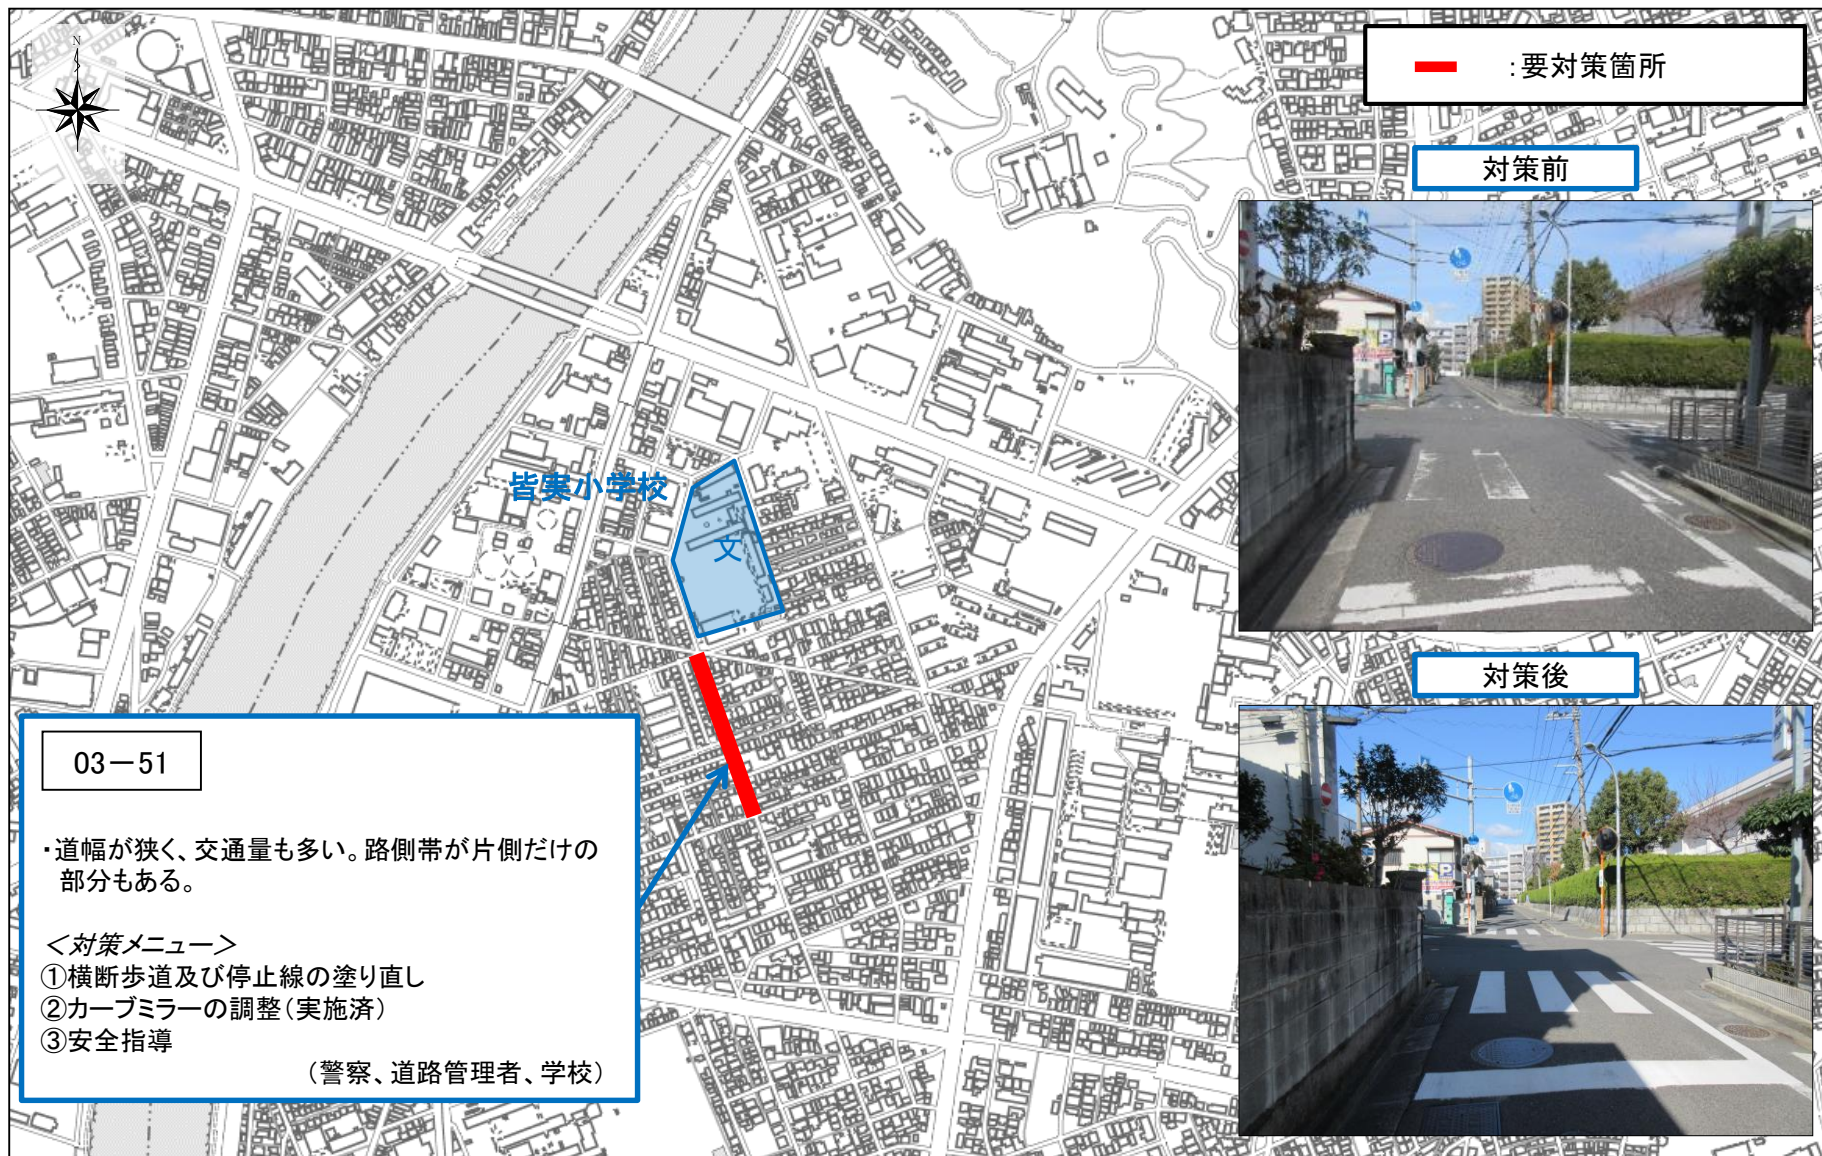 N
:要対策箇所
対策前
皆実小学校
文
対策後
03-51
・道幅が狭く、交通量も多い。路側帯が片側だけの
部分もある。
<対策メニュー>
①横断歩道及び停止線の塗り直し
②カーブミラーの調整(実施済)
③安全指導
(警察、道路管理者、学校)
P
P